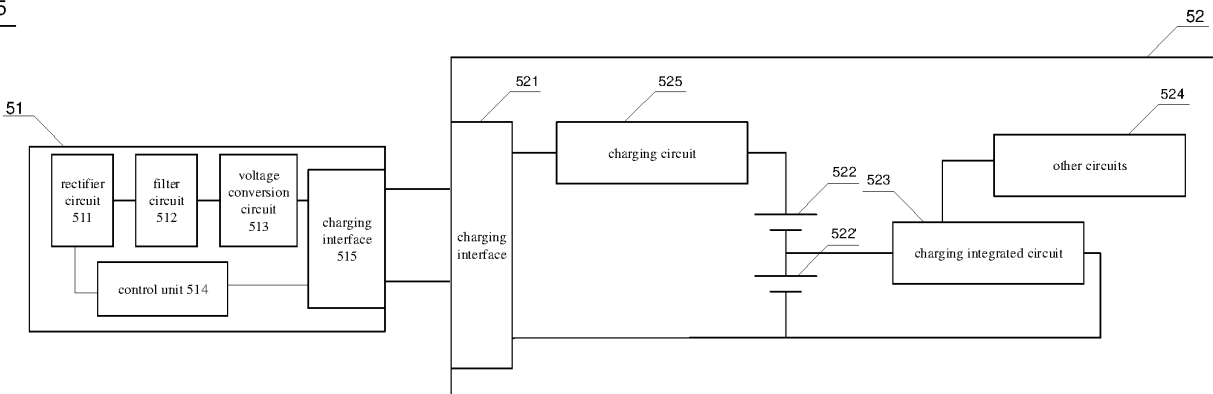 5
52
521
525
524
51
charging circuit
other circuits
rectifier
circuit
511
filter
circuit
512
voltage
conversion
circuit
513
522
523
charging
interface
515
charging
interface
522'
charging integrated circuit
control unit 514